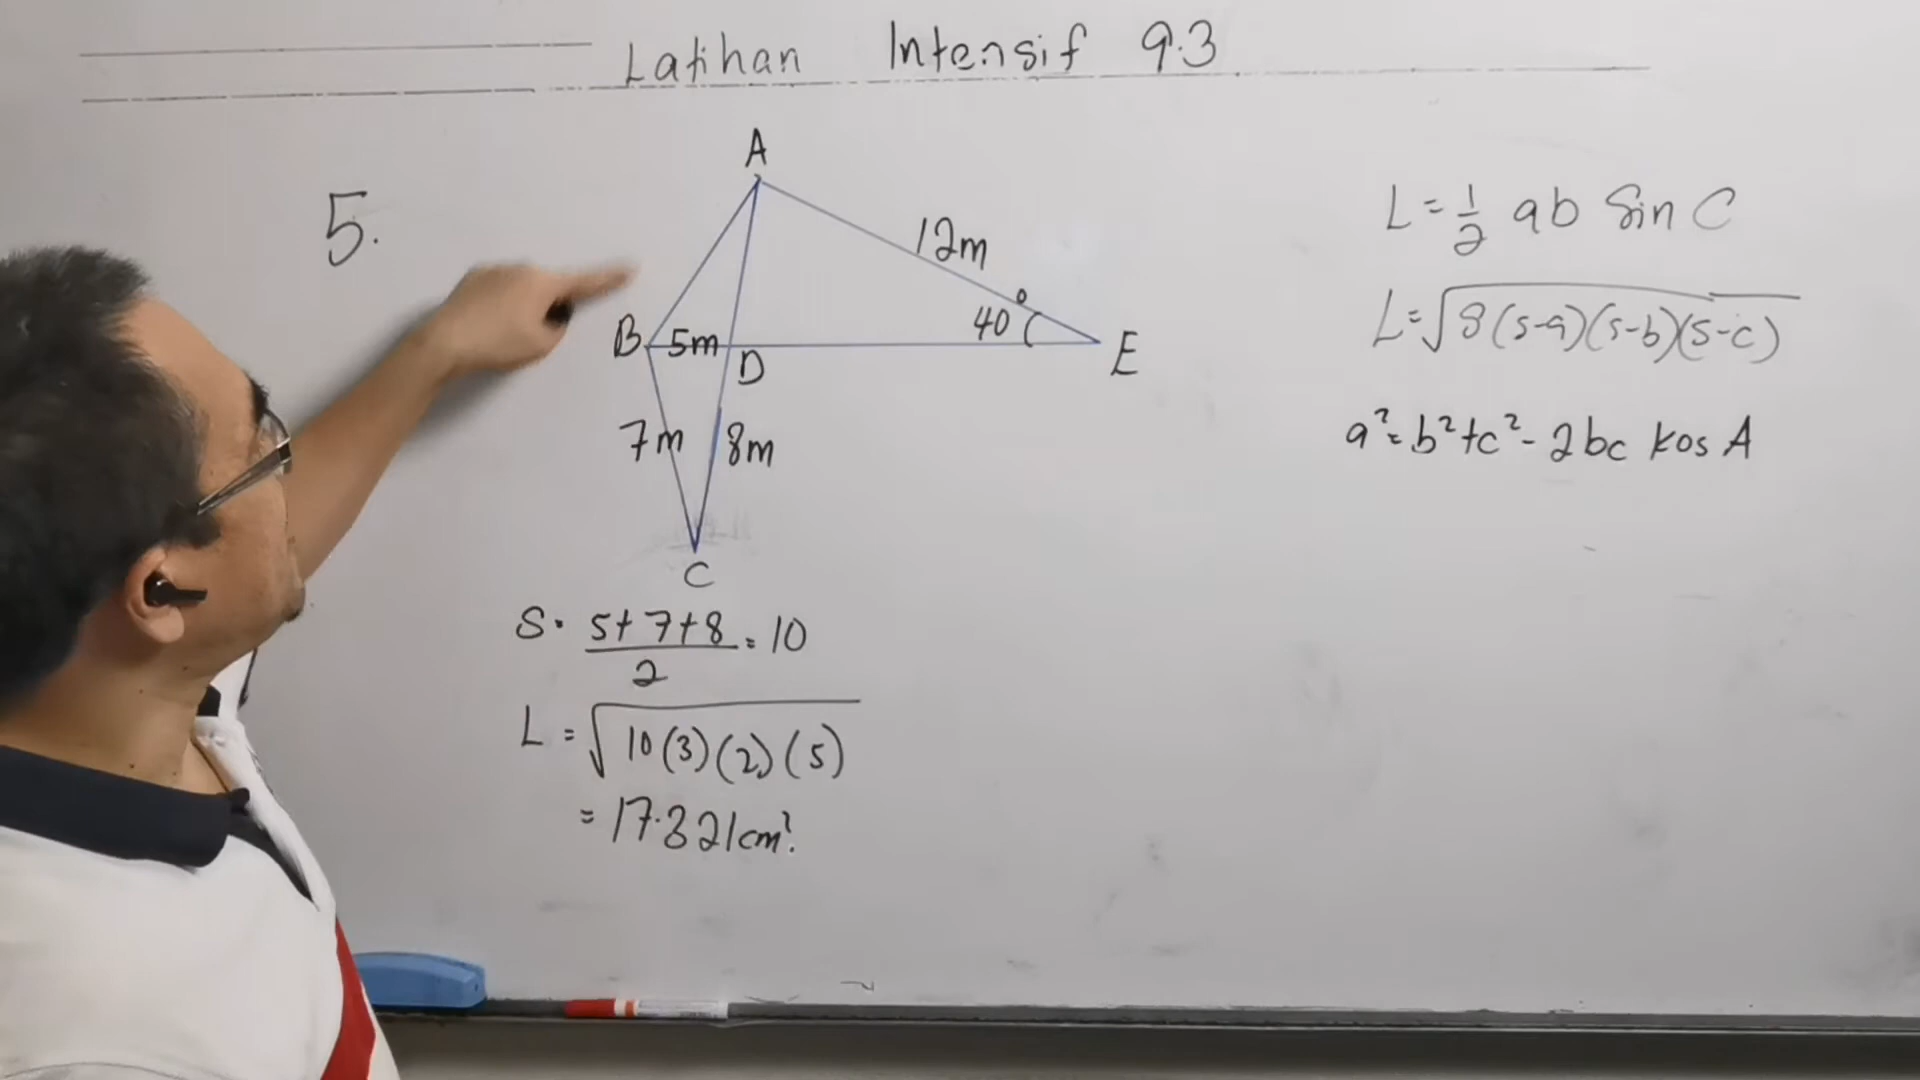 Latihan Intensif 9.3
5.
A
12m
40°
B 5m D E
7m 8m
C
S = 5+7+8 / 2 = 10
L = √10(3)(2)(5)
= 17.321cm².
L = 1/2 ab Sin C
L = √S(s-a)(s-b)(s-c)
a² = b²+c² - 2bc kos A